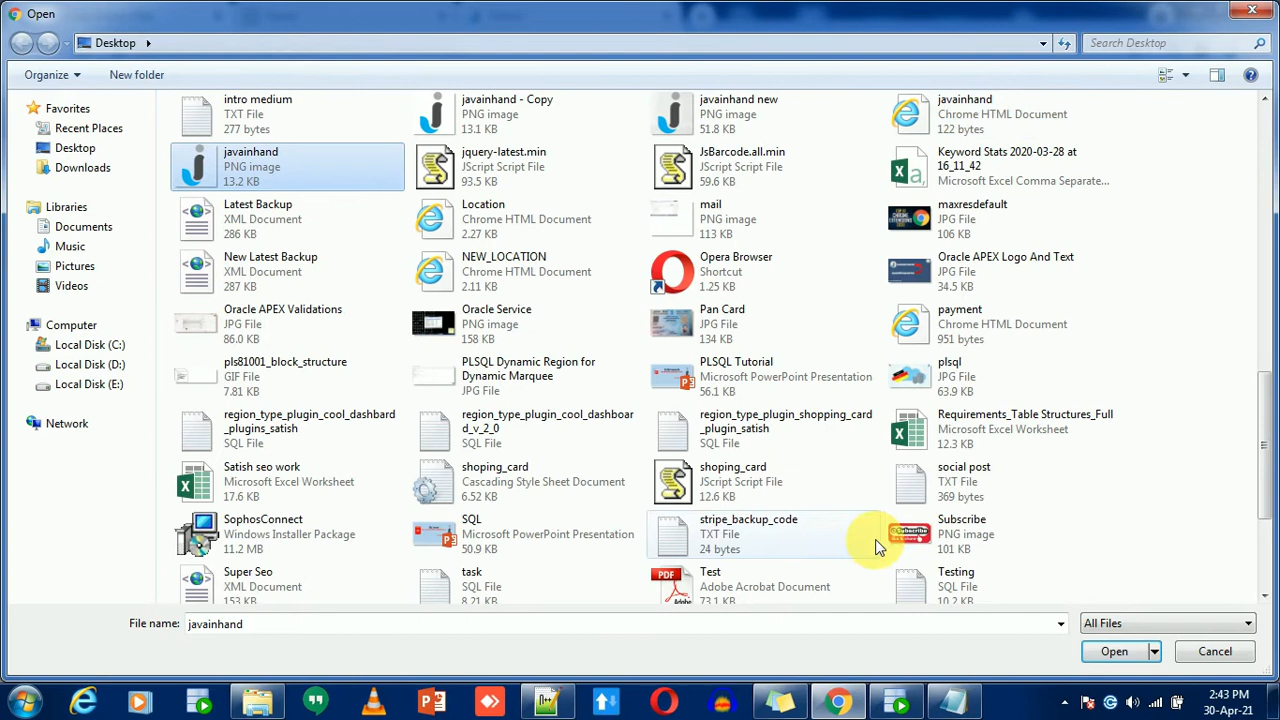 Open
Desktop
Search Desktop
Organize
New folder
Favorites
Recent Places
Desktop
Downloads
Libraries
Documents
Music
Pictures
Videos
Computer
Local Disk (C:)
Local Disk (D:)
Local Disk (E:)
Network
intro medium
TXT File
277 bytes
javainhand - Copy
PNG image
13.1 KB
javainhand new
PNG image
51.8 KB
javainhand
Chrome HTML Document
122 bytes
javainhand
PNG image
13.2 KB
jquery-latest.min
JScript Script File
93.5 KB
JsBarcode.all.min
JScript Script File
59.6 KB
Keyword Stats 2020-03-28 at
16_11_42
Microsoft Excel Comma Separate...
Latest Backup
XML Document
286 KB
Location
Chrome HTML Document
2.27 KB
mail
PNG image
113 KB
maxresdefault
JPG File
106 KB
New Latest Backup
XML Document
287 KB
NEW_LOCATION
Chrome HTML Document
2.11 KB
Opera Browser
Shortcut
1.25 KB
Oracle APEX Logo And Text
JPG File
34.5 KB
Oracle APEX Validations
JPG File
86.0 KB
Oracle Service
PNG image
158 KB
Pan Card
JPG File
134 KB
payment
Chrome HTML Document
951 bytes
pls81001_block_structure
GIF File
7.81 KB
PLSQL Dynamic Region for
Dynamic Marquee
JPG File
PLSQL Tutorial
Microsoft PowerPoint Presentation
56.1 KB
plsql
JPG File
63.9 KB
region_type_plugin_cool_dashbard
_plugins_satish
SQL File
region_type_plugin_cool_dashboar
d_v_2_0
SQL File
region_type_plugin_shopping_card
_plugin_satish
SQL File
Requirements_Table Structures_Full
Microsoft Excel Worksheet
12.3 KB
Satish seo work
Microsoft Excel Worksheet
17.6 KB
shoping_card
Cascading Style Sheet Document
6.52 KB
shoping_card
JScript Script File
12.6 KB
social post
TXT File
369 bytes
SophosConnect
Windows Installer Package
11.2 MB
SQL
Microsoft PowerPoint Presentation
50.9 KB
stripe_backup_code
TXT File
24 bytes
Subscribe
PNG image
101 KB
Super Seo
XML Document
153 KB
task
SQL File
8.21 KB
Test
Adobe Acrobat Document
73.1 KB
Testing
SQL File
10.2 KB
File name:
javainhand
All Files
Open
Cancel
2:43 PM
30-Apr-21